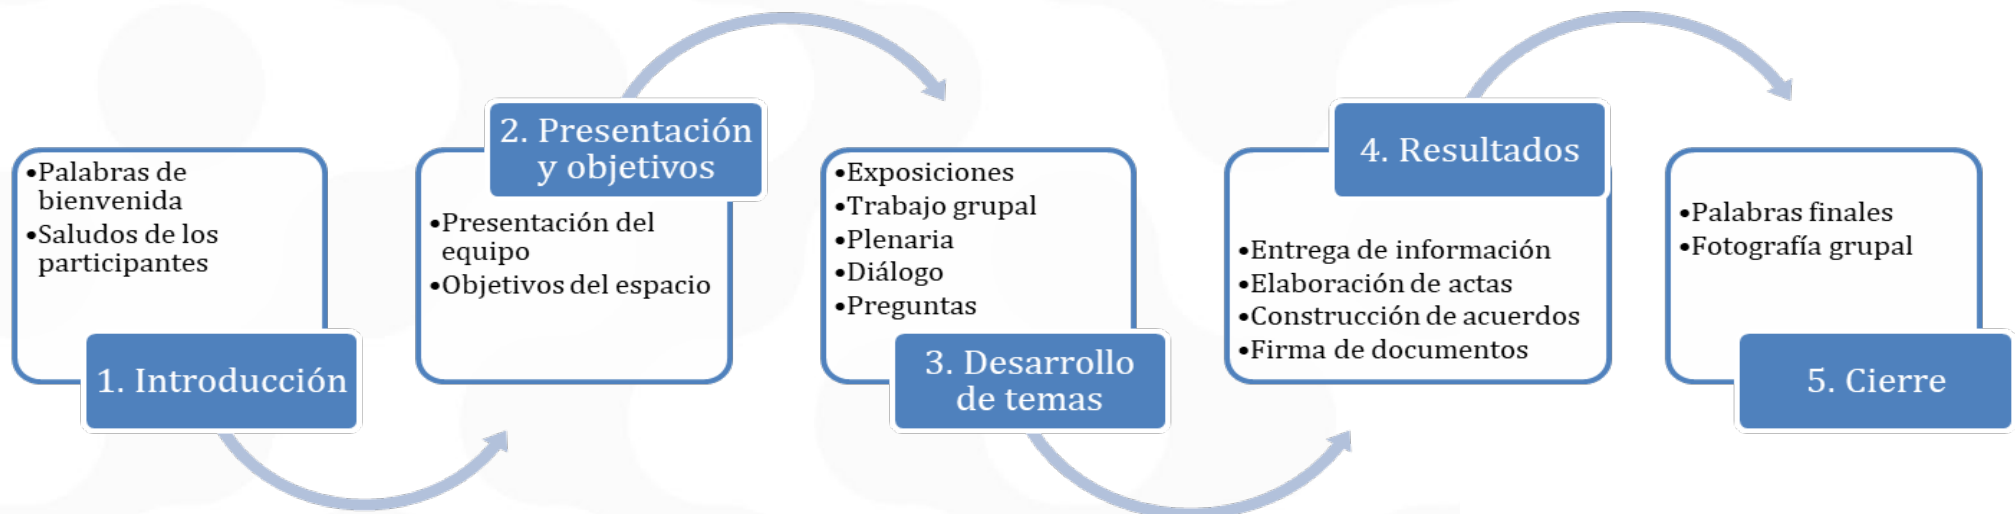 •Palabras de
bienvenida
•Saludos de los
participantes
1. Introducción
2. Presentación
y objetivos
•Presentación del
equipo
•Objetivos del espacio
•Exposiciones
•Trabajo grupal
•Plenaria
•Diálogo
•Preguntas
3. Desarrollo
de temas
4. Resultados
•Entrega de información
•Elaboración de actas
•Construcción de acuerdos
•Firma de documentos
•Palabras finales
•Fotografía grupal
5. Cierre